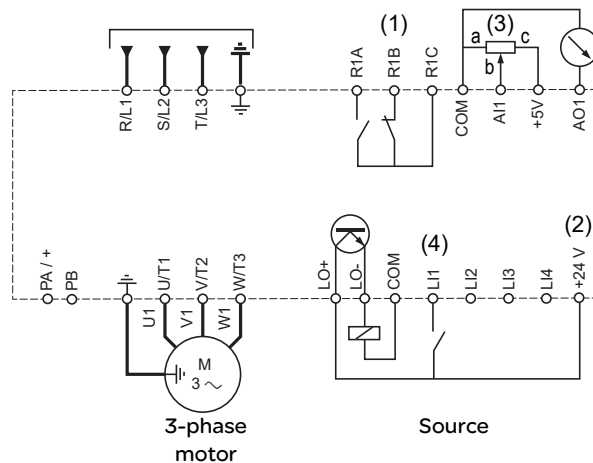 (1)
(3)
a
c
b
R/L1
S/L2
T/L3
R1A
R1B
R1C
COM
AI1
+5V
AO1
(4)
(2)
PA / +
PB
U/T1
V/T2
W/T3
LO+
LO-
COM
LI1
LI2
LI3
LI4
+24 V
U1
V1
W1
M
3 ~
3-phase
motor
Source